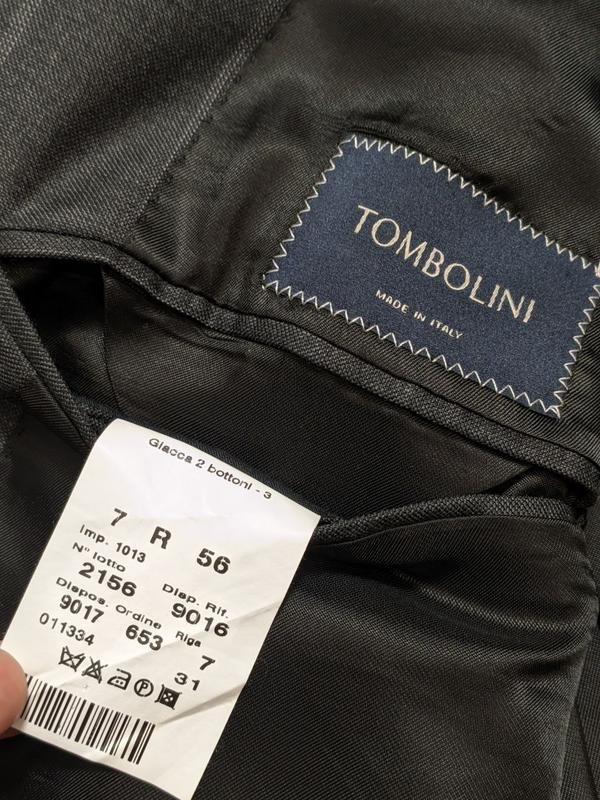 TOMBOLINI
MADE IN ITALY
Giacca 2 bottoni - 3
7 R 56
Imp. 1013
N° lotto Disp. Rif.
2156 9016
Dispos. Ordine Riga
9017 653 7
011334 31